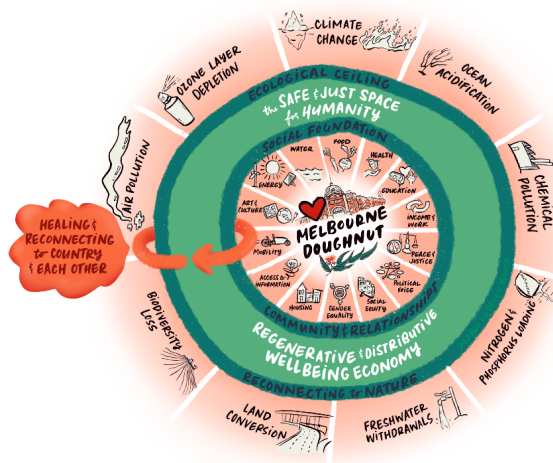 CLIMATE
CHANGE
OCEAN
ACIDIFICATION
CHEMICAL
POLLUTION
NITROGEN &
PHOSPHORUS LOADING
FRESHWATER
WITHDRAWALS
LAND
CONVERSION
BIODIVERSITY
LOSS
AIR POLLUTION
OZONE LAYER
DEPLETION
ECOLOGICAL CEILING
the SAFE & JUST SPACE
for HUMANITY
SOCIAL FOUNDATION
WATER
FOOD
HEALTH
EDUCATION
INCOME &
WORK
PEACE &
JUSTICE
POLITICAL
VOICE
SOCIAL
EQUITY
GENDER
EQUALITY
HOUSING
ACCESS to
INFORMATION
MOBILITY
ART &
CULTURE
ENERGY
MELBOURNE
DOUGHNUT
HEALING &
RECONNECTING
to COUNTRY
& EACH OTHER
COMMUNITY & RELATIONSHIPS
REGENERATIVE & DISTRIBUTIVE
WELLBEING ECONOMY
RECONNECTING to NATURE